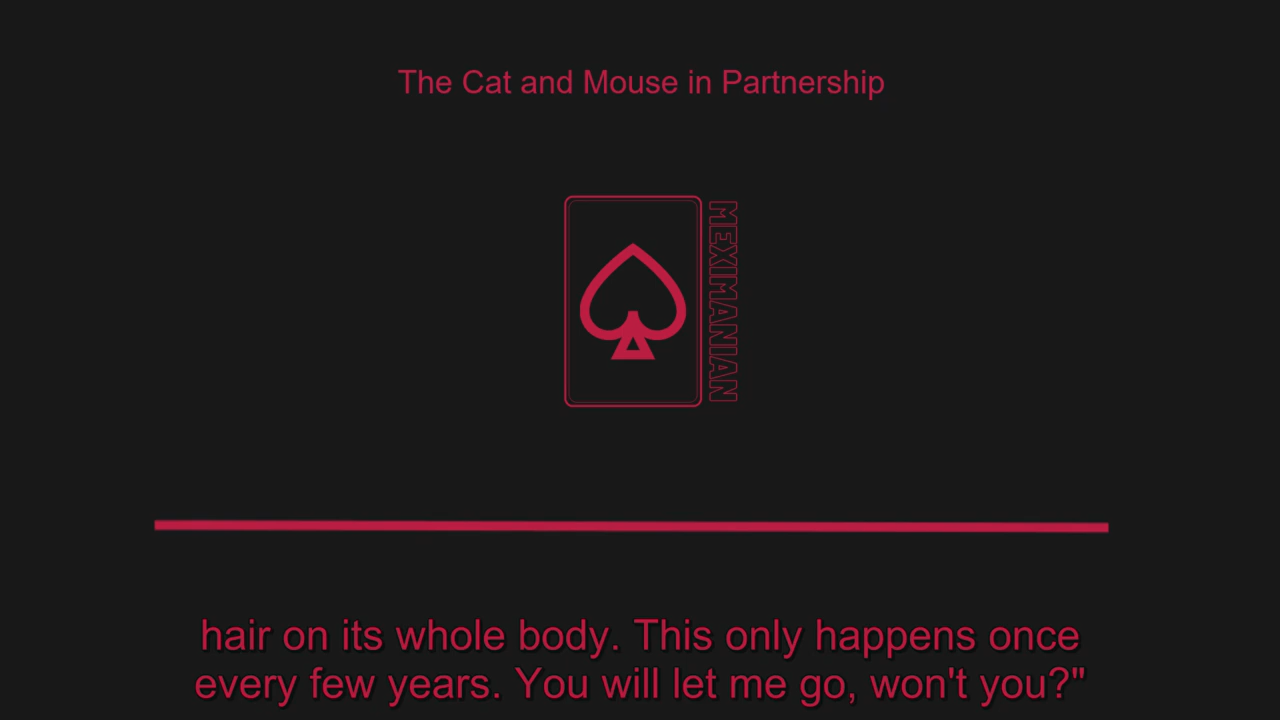 The Cat and Mouse in Partnership
MEXIMANIAN
hair on its whole body. This only happens once
every few years. You will let me go, won't you?"